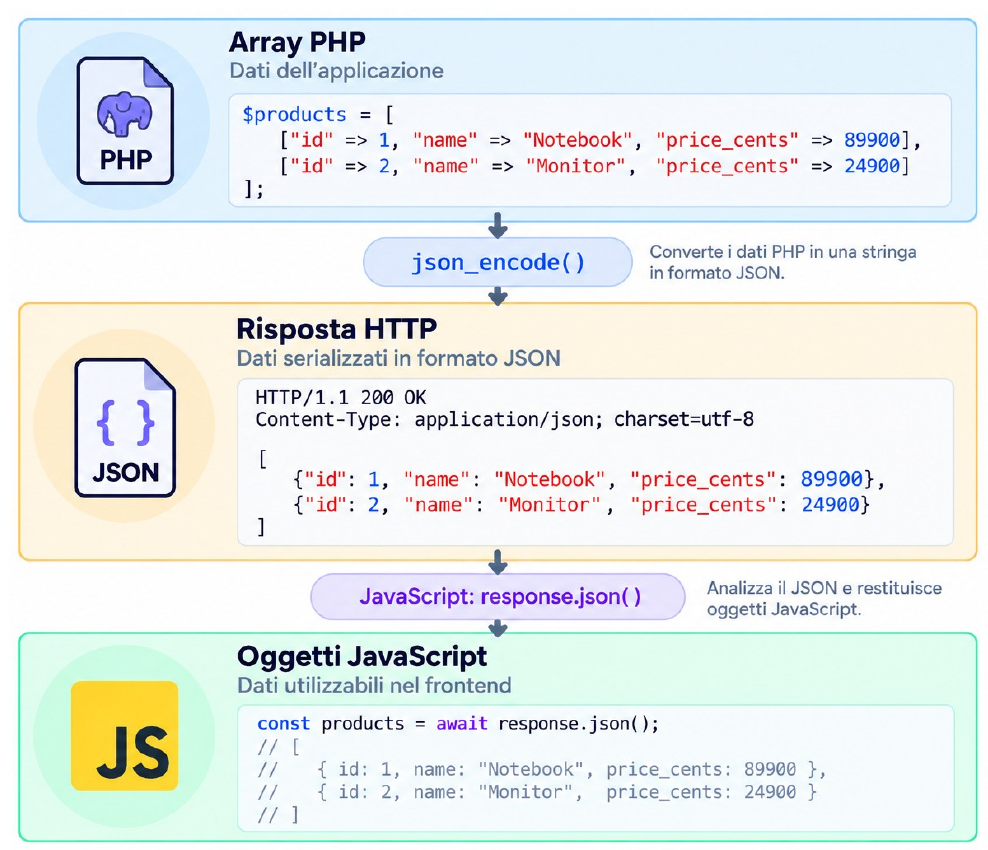 Array PHP
Dati dell'applicazione
PHP
$products = [
["id" => 1, "name" => "Notebook", "price_cents" => 89900],
["id" => 2, "name" => "Monitor", "price_cents" => 24900]
];
json_encode()
Converte i dati PHP in una stringa
in formato JSON.
Risposta HTTP
Dati serializzati in formato JSON
{ }
JSON
HTTP/1.1 200 OK
Content-Type: application/json; charset=utf-8
[
{"id": 1, "name": "Notebook", "price_cents": 89900},
{"id": 2, "name": "Monitor", "price_cents": 24900}
]
JavaScript: response.json()
Analizza il JSON e restituisce
oggetti JavaScript.
Oggetti JavaScript
Dati utilizzabili nel frontend
JS
const products = await response.json();
// [
//    { id: 1, name: "Notebook", price_cents: 89900 },
//    { id: 2, name: "Monitor",  price_cents: 24900 }
// ]